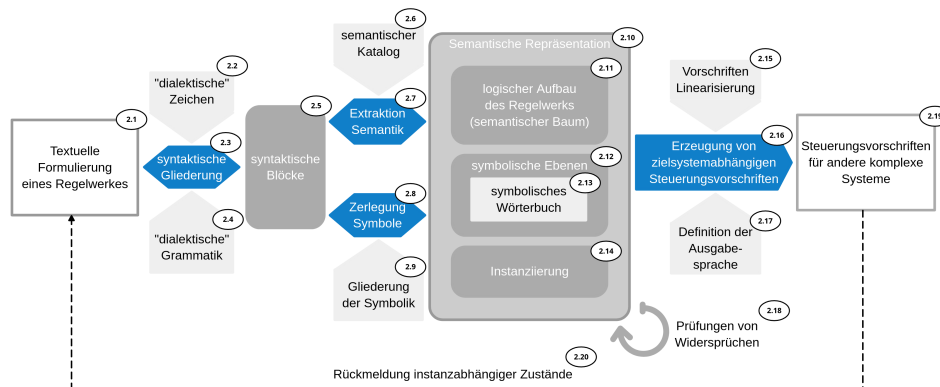 2.1
Textuelle
Formulierung
eines Regelwerkes
2.2
"dialektische"
Zeichen
2.3
syntaktische
Gliederung
2.4
"dialektische"
Grammatik
2.5
syntaktische
Blöcke
2.6
semantischer
Katalog
2.7
Extraktion
Semantik
2.8
Zerlegung
Symbole
2.9
Gliederung
der Symbolik
2.10
Semantische Repräsentation
2.11
logischer Aufbau
des Regelwerks
(semantischer Baum)
2.12
symbolische Ebenen
2.13
symbolisches
Wörterbuch
2.14
Instanziierung
2.15
Vorschriften
Linearisierung
2.16
Erzeugung von
zielsystemabhängigen
Steuerungsvorschriften
2.17
Definition der
Ausgabe-
sprache
2.18
Prüfungen von
Widersprüchen
2.19
Steuerungsvorschriften
für andere komplexe
Systeme
2.20
Rückmeldung instanzabhängiger Zustände